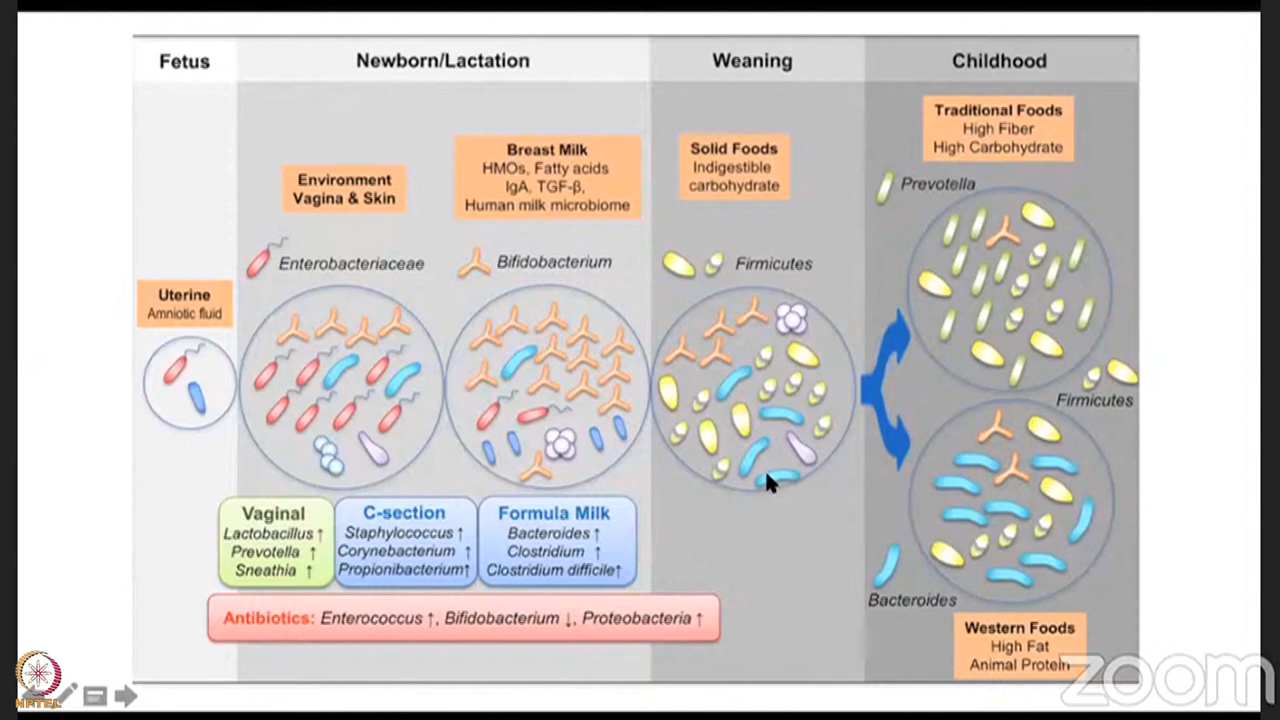 Fetus
Newborn/Lactation
Weaning
Childhood
Traditional Foods
High Fiber
High Carbohydrate
Breast Milk
HMOs, Fatty acids
IgA, TGF-β,
Human milk microbiome
Solid Foods
Indigestible
carbohydrate
Environment
Vagina & Skin
Prevotella
Enterobacteriaceae
Bifidobacterium
Firmicutes
Uterine
Amniotic fluid
Firmicutes
Vaginal
Lactobacillus ↑
Prevotella ↑
Sneathia ↑
C-section
Staphylococcus ↑
Corynebacterium ↑
Propionibacterium↑
Formula Milk
Bacteroides ↑
Clostridium ↑
Clostridium difficile↑
Bacteroides
Antibiotics: Enterococcus ↑, Bifidobacterium ↓, Proteobacteria ↑
Western Foods
High Fat
Animal Protein
zoom
NPTEL